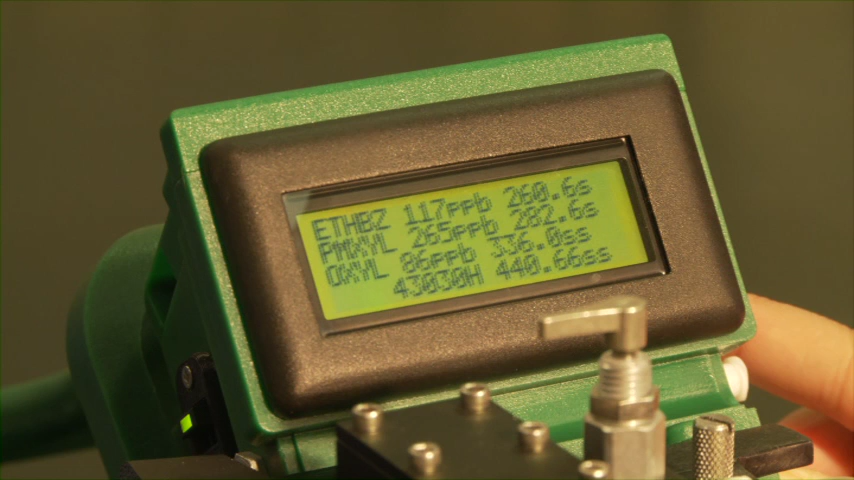 ETHBZ 117ppb 260.6s
PMXYL 265ppb 282.6s
OXYL 86ppb 336.0ss
43030H 440.66ss